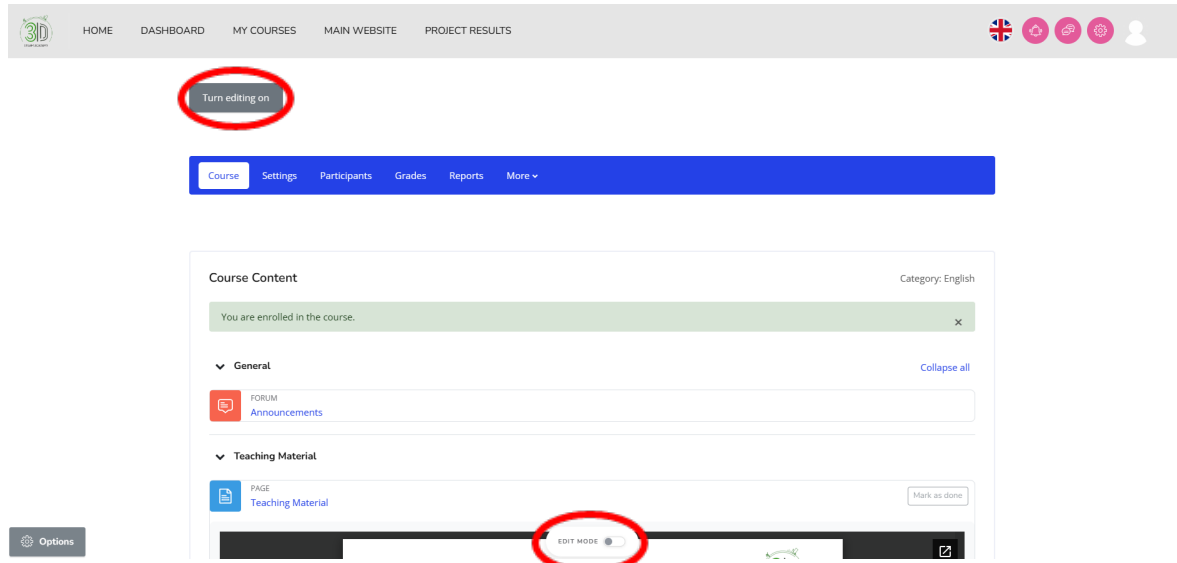 3D
HOME DASHBOARD MY COURSES MAIN WEBSITE PROJECT RESULTS
Turn editing on
Course Settings Participants Grades Reports More
Course Content
Category: English
You are enrolled in the course.
General
Collapse all
FORUM
Announcements
Teaching Material
PAGE
Teaching Material
Mark as done
EDIT MODE
Options